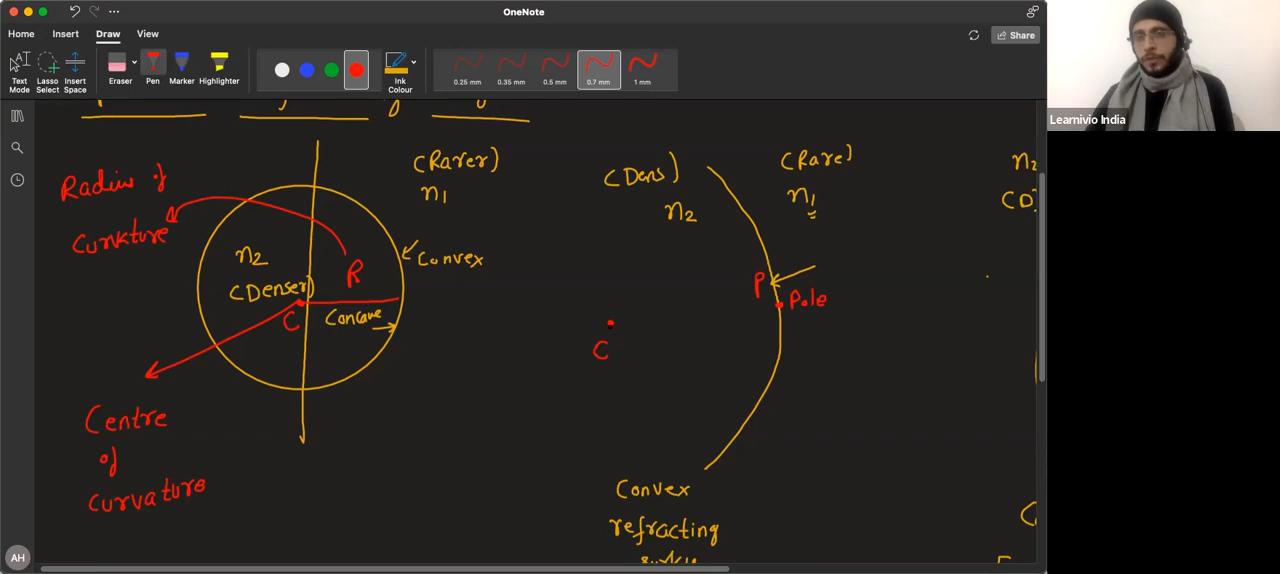 OneNote
Home Insert Draw View
Share
Text Mode
Lasso Select
Insert Space
Eraser
Pen
Marker
Highlighter
Ink Colour
0.25 mm
0.35 mm
0.5 mm
0.7 mm
1 mm
Learnivio India
Radius of
Curvature
(Rarer)
n1
n2
(Denser)
R
C
Concave
Convex
Centre
of
Curvature
(Dens)
n2
(Rare)
n1
P
Pole
C
Convex
refracting
n2
AH